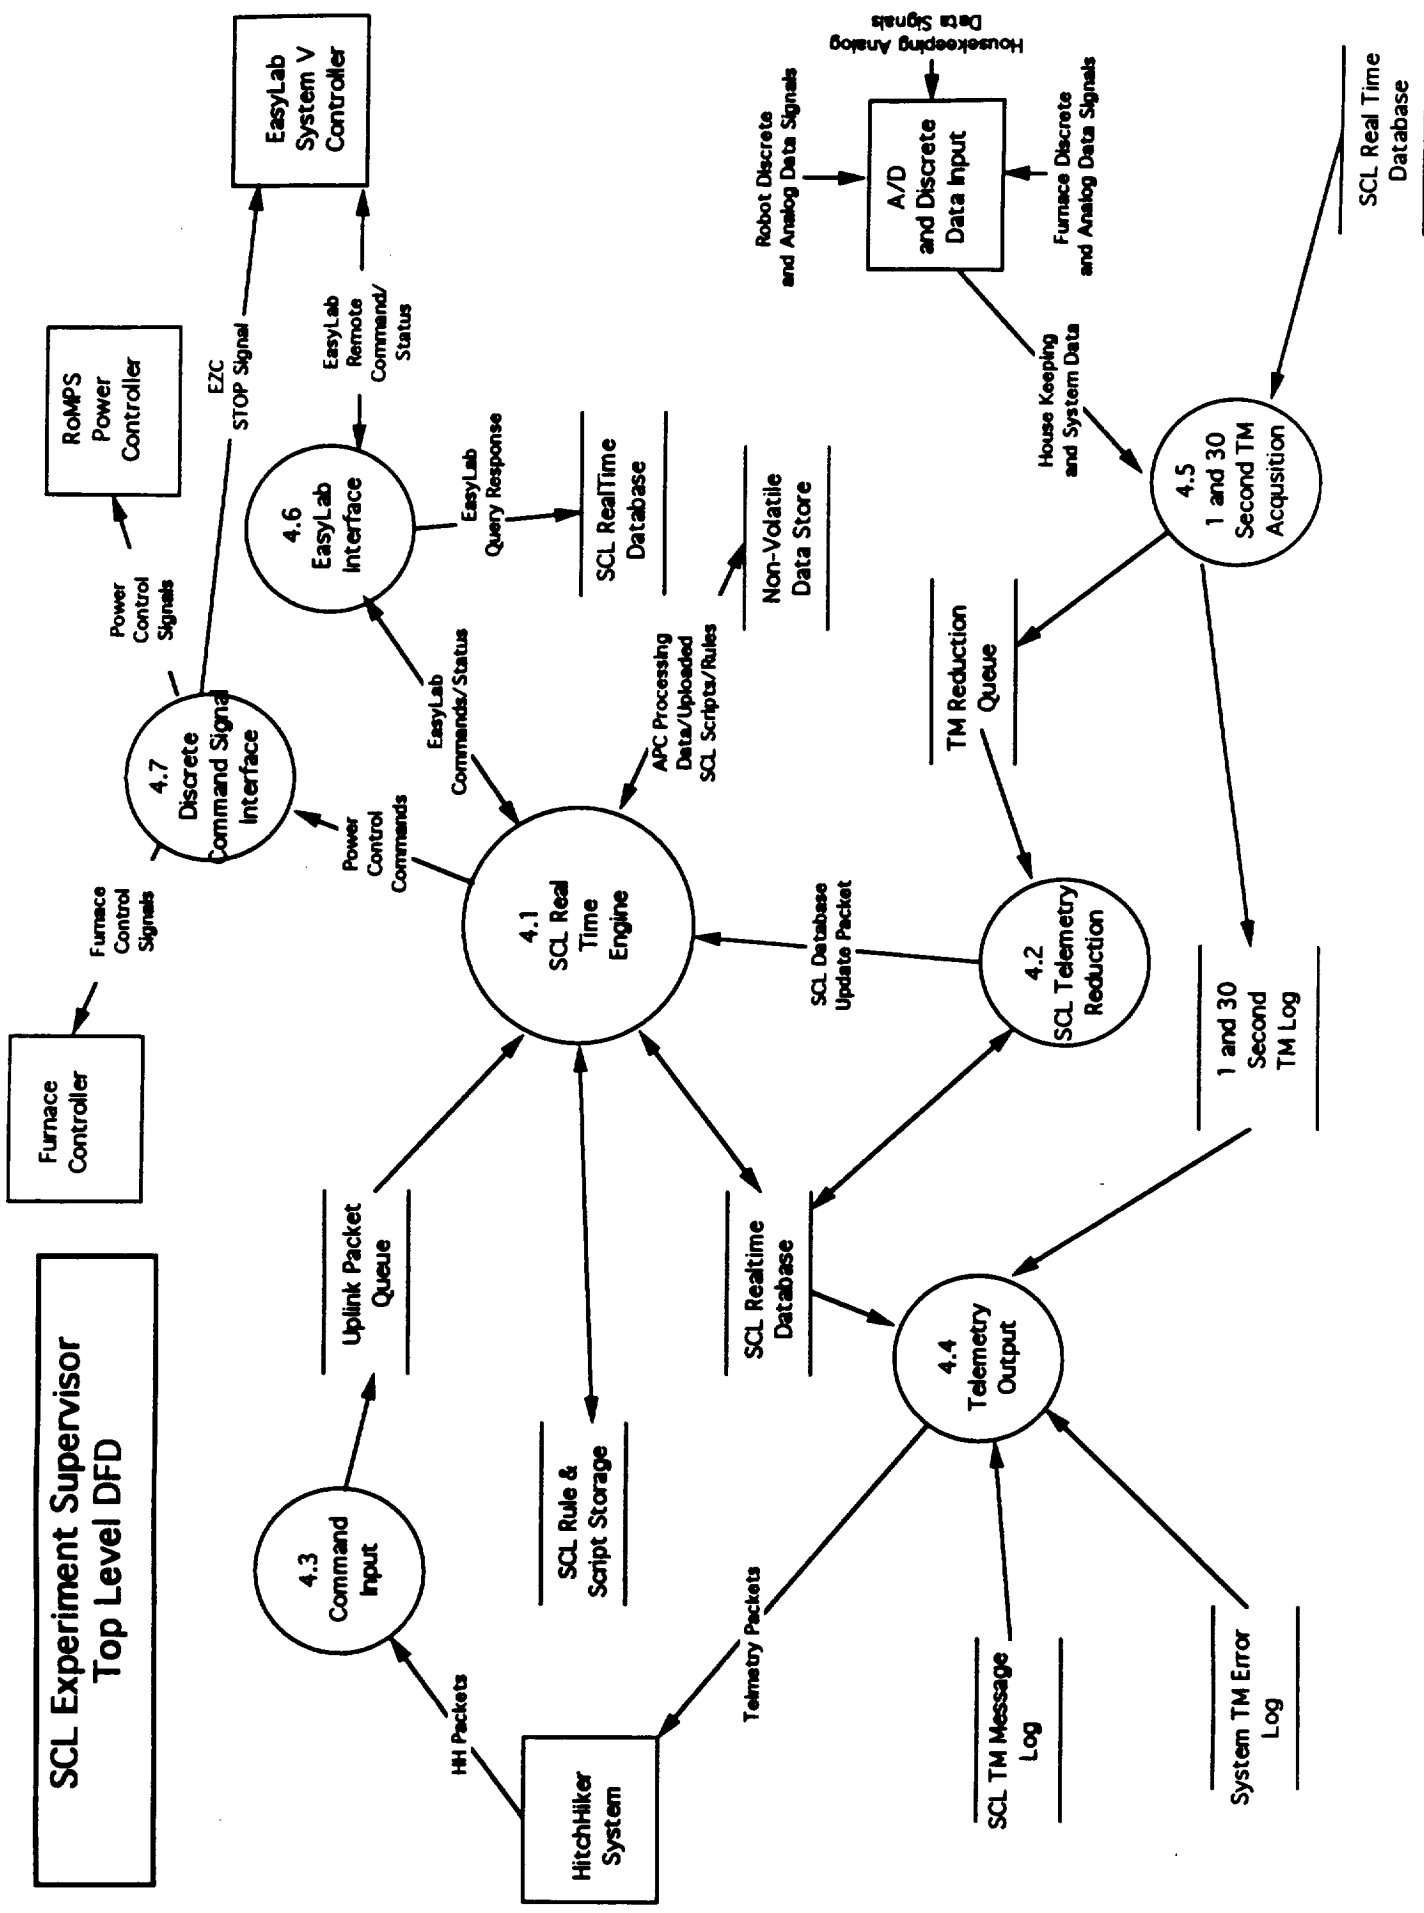 SCL Experiment Supervisor
Top Level DFD
Furnace
Controller
RoMPS
Power
Controller
EasyLab
System V
Controller
Furnace
Control
Signals
Power
Control
Signals
EZC
STOP Signal
4.7
Discrete
Command Signal
Interface
EasyLab
Remote
Command/
Status
4.3
Command
Input
Uplink Packet
Queue
Power
Control
Commands
EasyLab
Commands/Status
4.6
EasyLab
Interface
EasyLab
Query Response
SCL RealTime
Database
HH Packets
HitchHiker
System
SCL Rule &
Script Storage
4.1
SCL Real
Time
Engine
APC Processing
Data/Uploaded
SCL Scripts/Rules
Non-Volatile
Data Store
Robot Discrete
and Analog Data Signals
Housekeeping Analog
Data Signals
A/D
and Discrete
Data Input
Furnace Discrete
and Analog Data Signals
Telmetry Packets
SCL Realtime
Database
SCL Database
Update Packet
TM Reduction
Queue
House Keeping
and System Data
4.4
Telemetry
Output
4.2
SCL Telemetry
Reduction
4.5
1 and 30
Second TM
Acqusition
SCL TM Message
Log
System TM Error
Log
1 and 30
Second
TM Log
SCL Real Time
Database